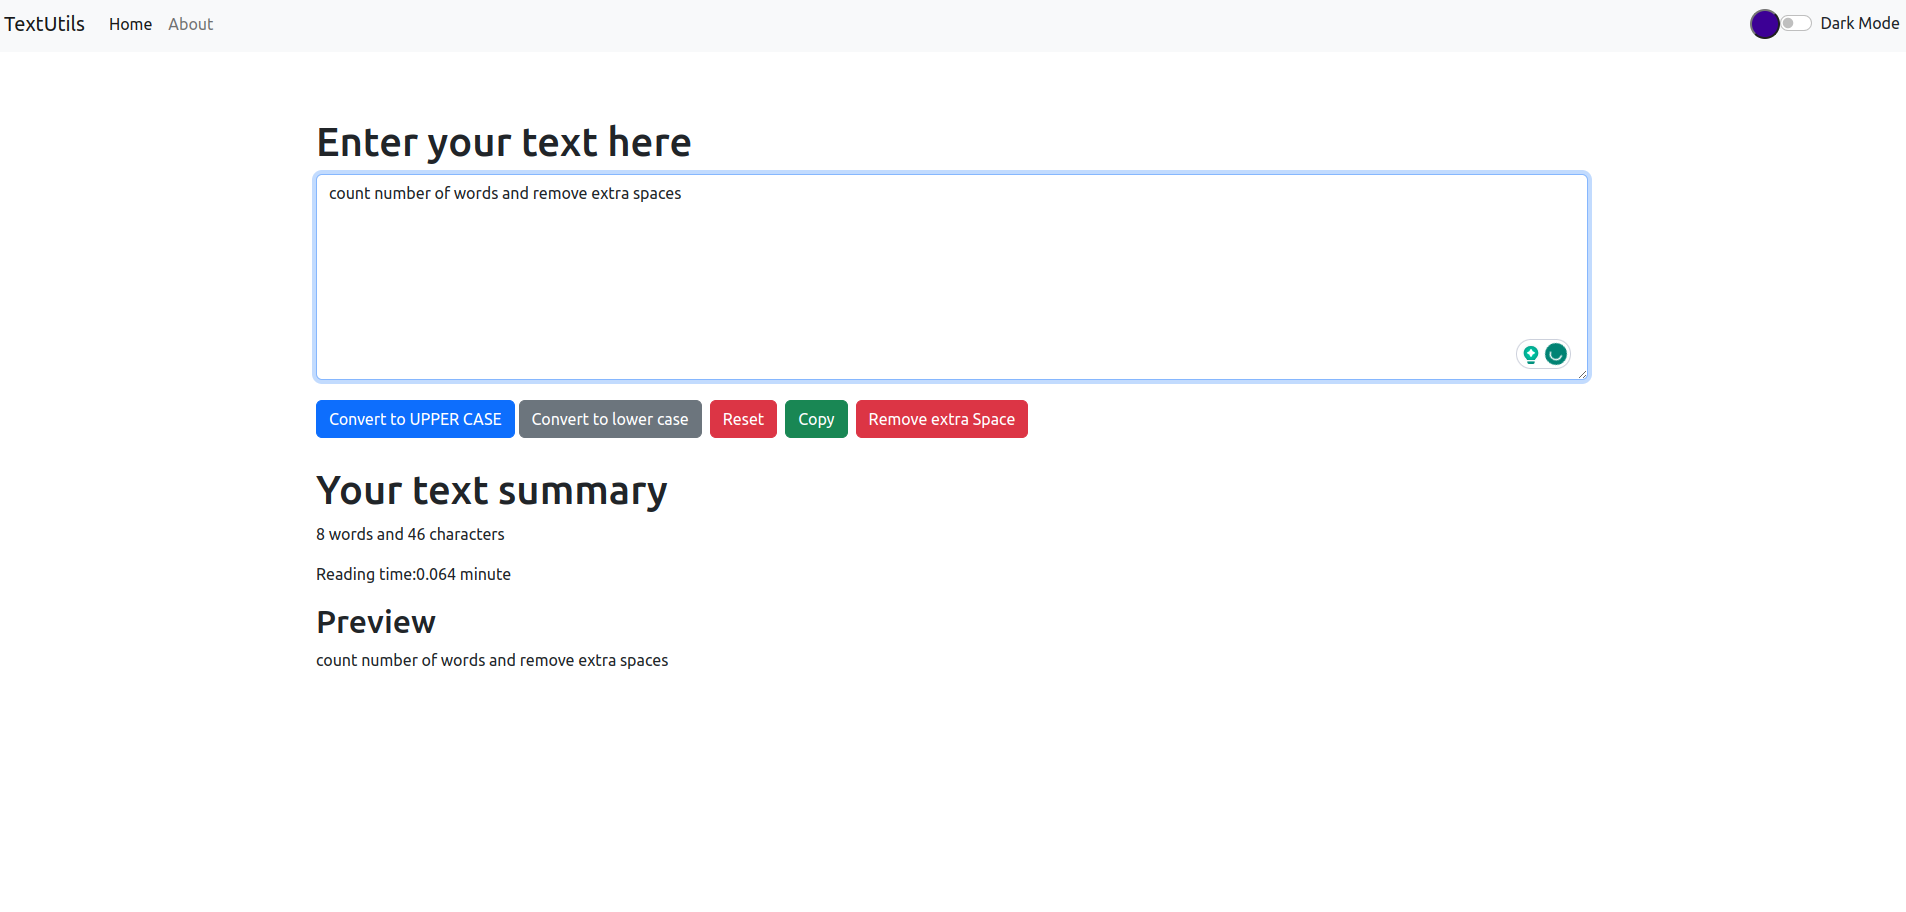 TextUtils Home About Dark Mode
Enter your text here
count number of words and remove extra spaces
Convert to UPPER CASE Convert to lower case Reset Copy Remove extra Space
Your text summary
8 words and 46 characters
Reading time:0.064 minute
Preview
count number of words and remove extra spaces